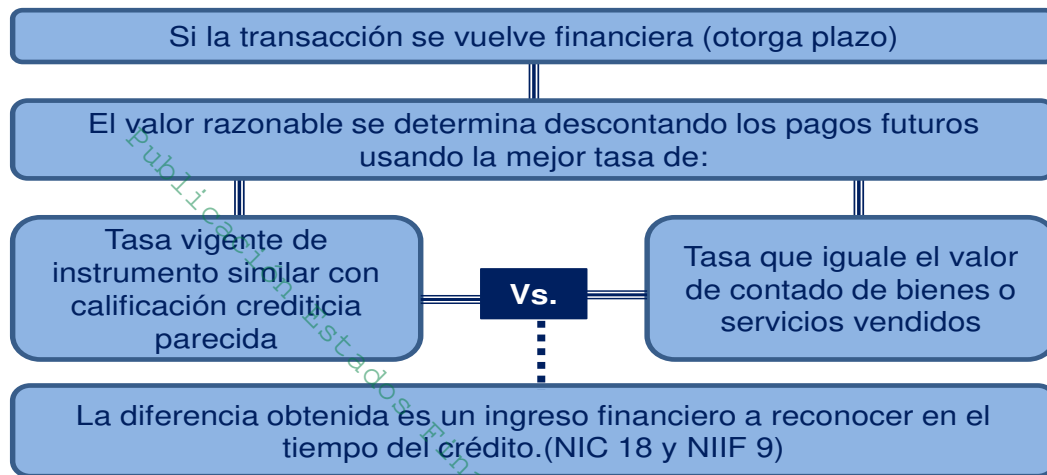 Si la transacción se vuelve financiera (otorga plazo)
El valor razonable se determina descontando los pagos futuros
usando la mejor tasa de:
Tasa vigente de
instrumento similar con
calificación crediticia
parecida
Vs.
Tasa que iguale el valor
de contado de bienes o
servicios vendidos
La diferencia obtenida es un ingreso financiero a reconocer en el
tiempo del crédito.(NIC 18 y NIIF 9)
Publicación Estados